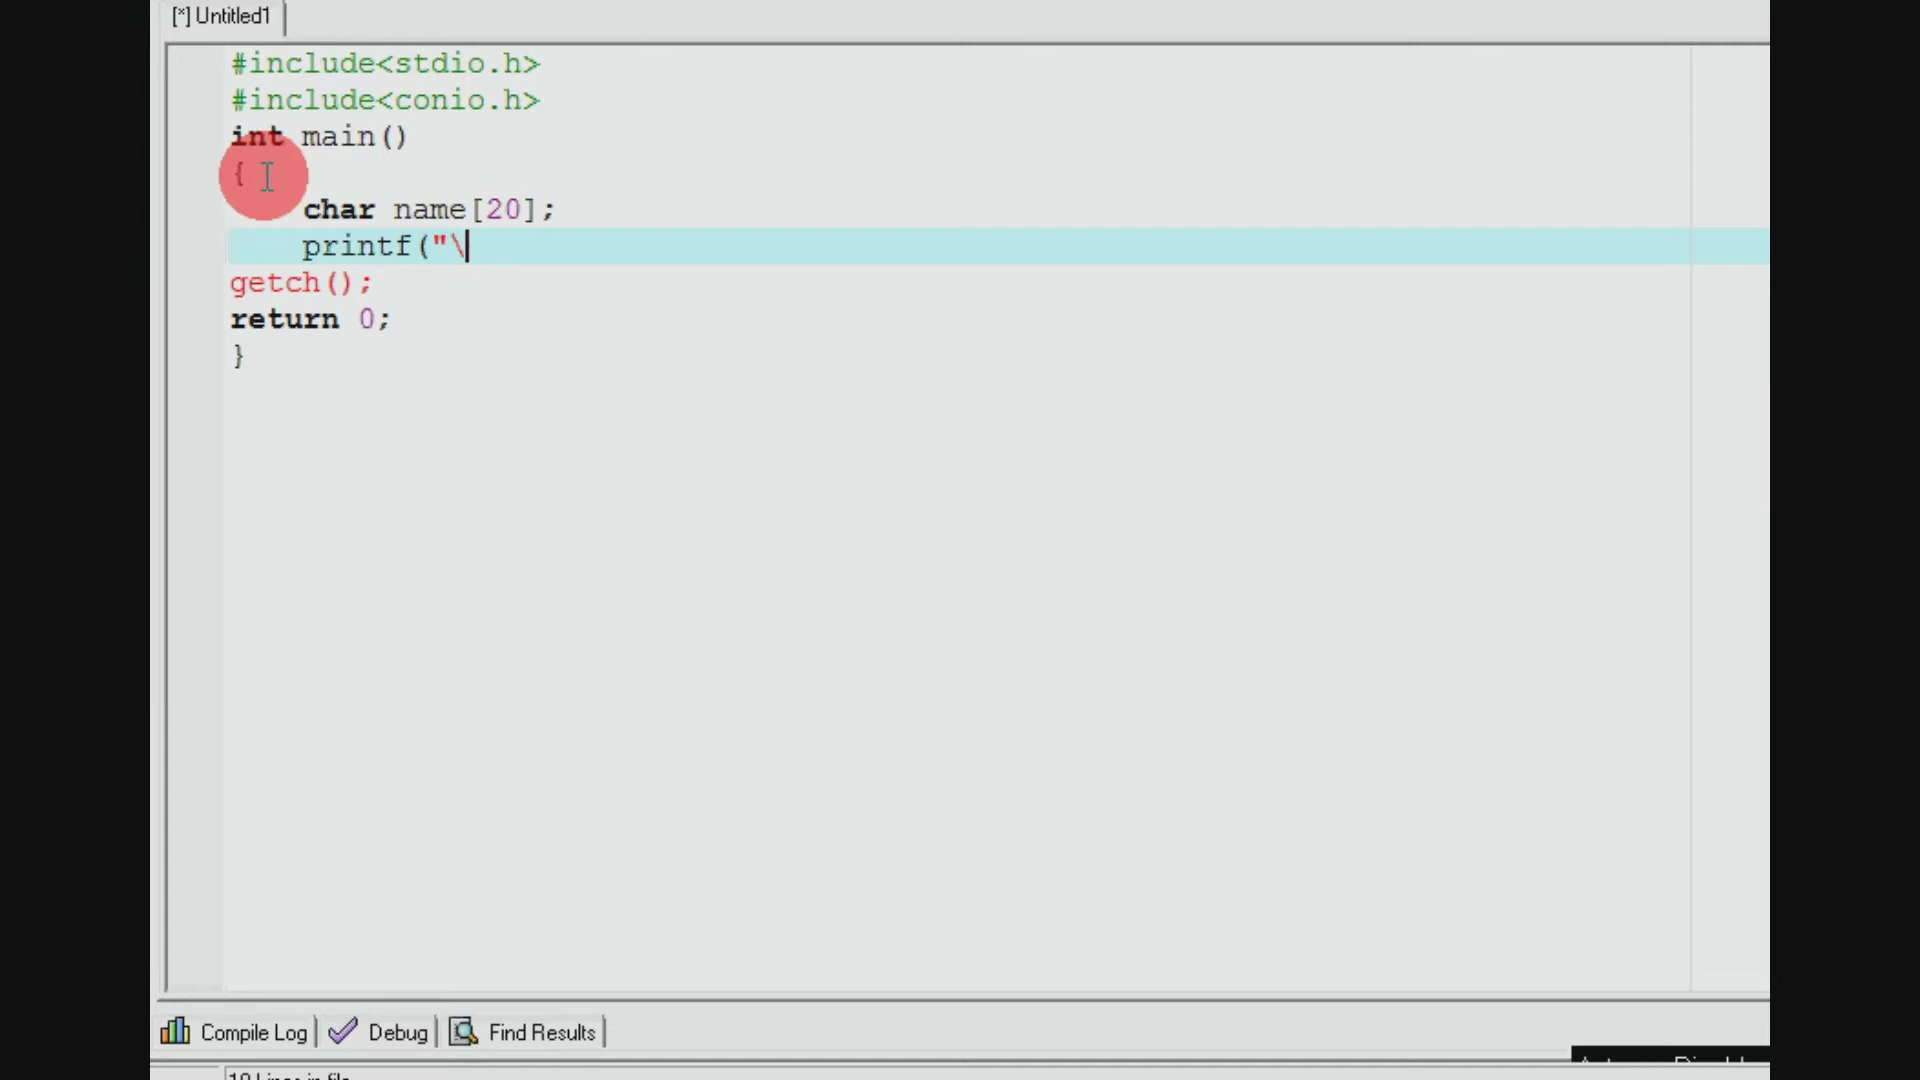 [*] Untitled1
#include<stdio.h>
#include<conio.h>
int main()
{
char name[20];
printf("\
getch();
return 0;
}
Compile Log
Debug
Find Results